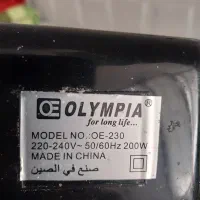 OE OLYMPIA®
for long life...
MODEL NO.:OE-230
220-240V~ 50/60Hz 200W
MADE IN CHINA
صنع في الصين